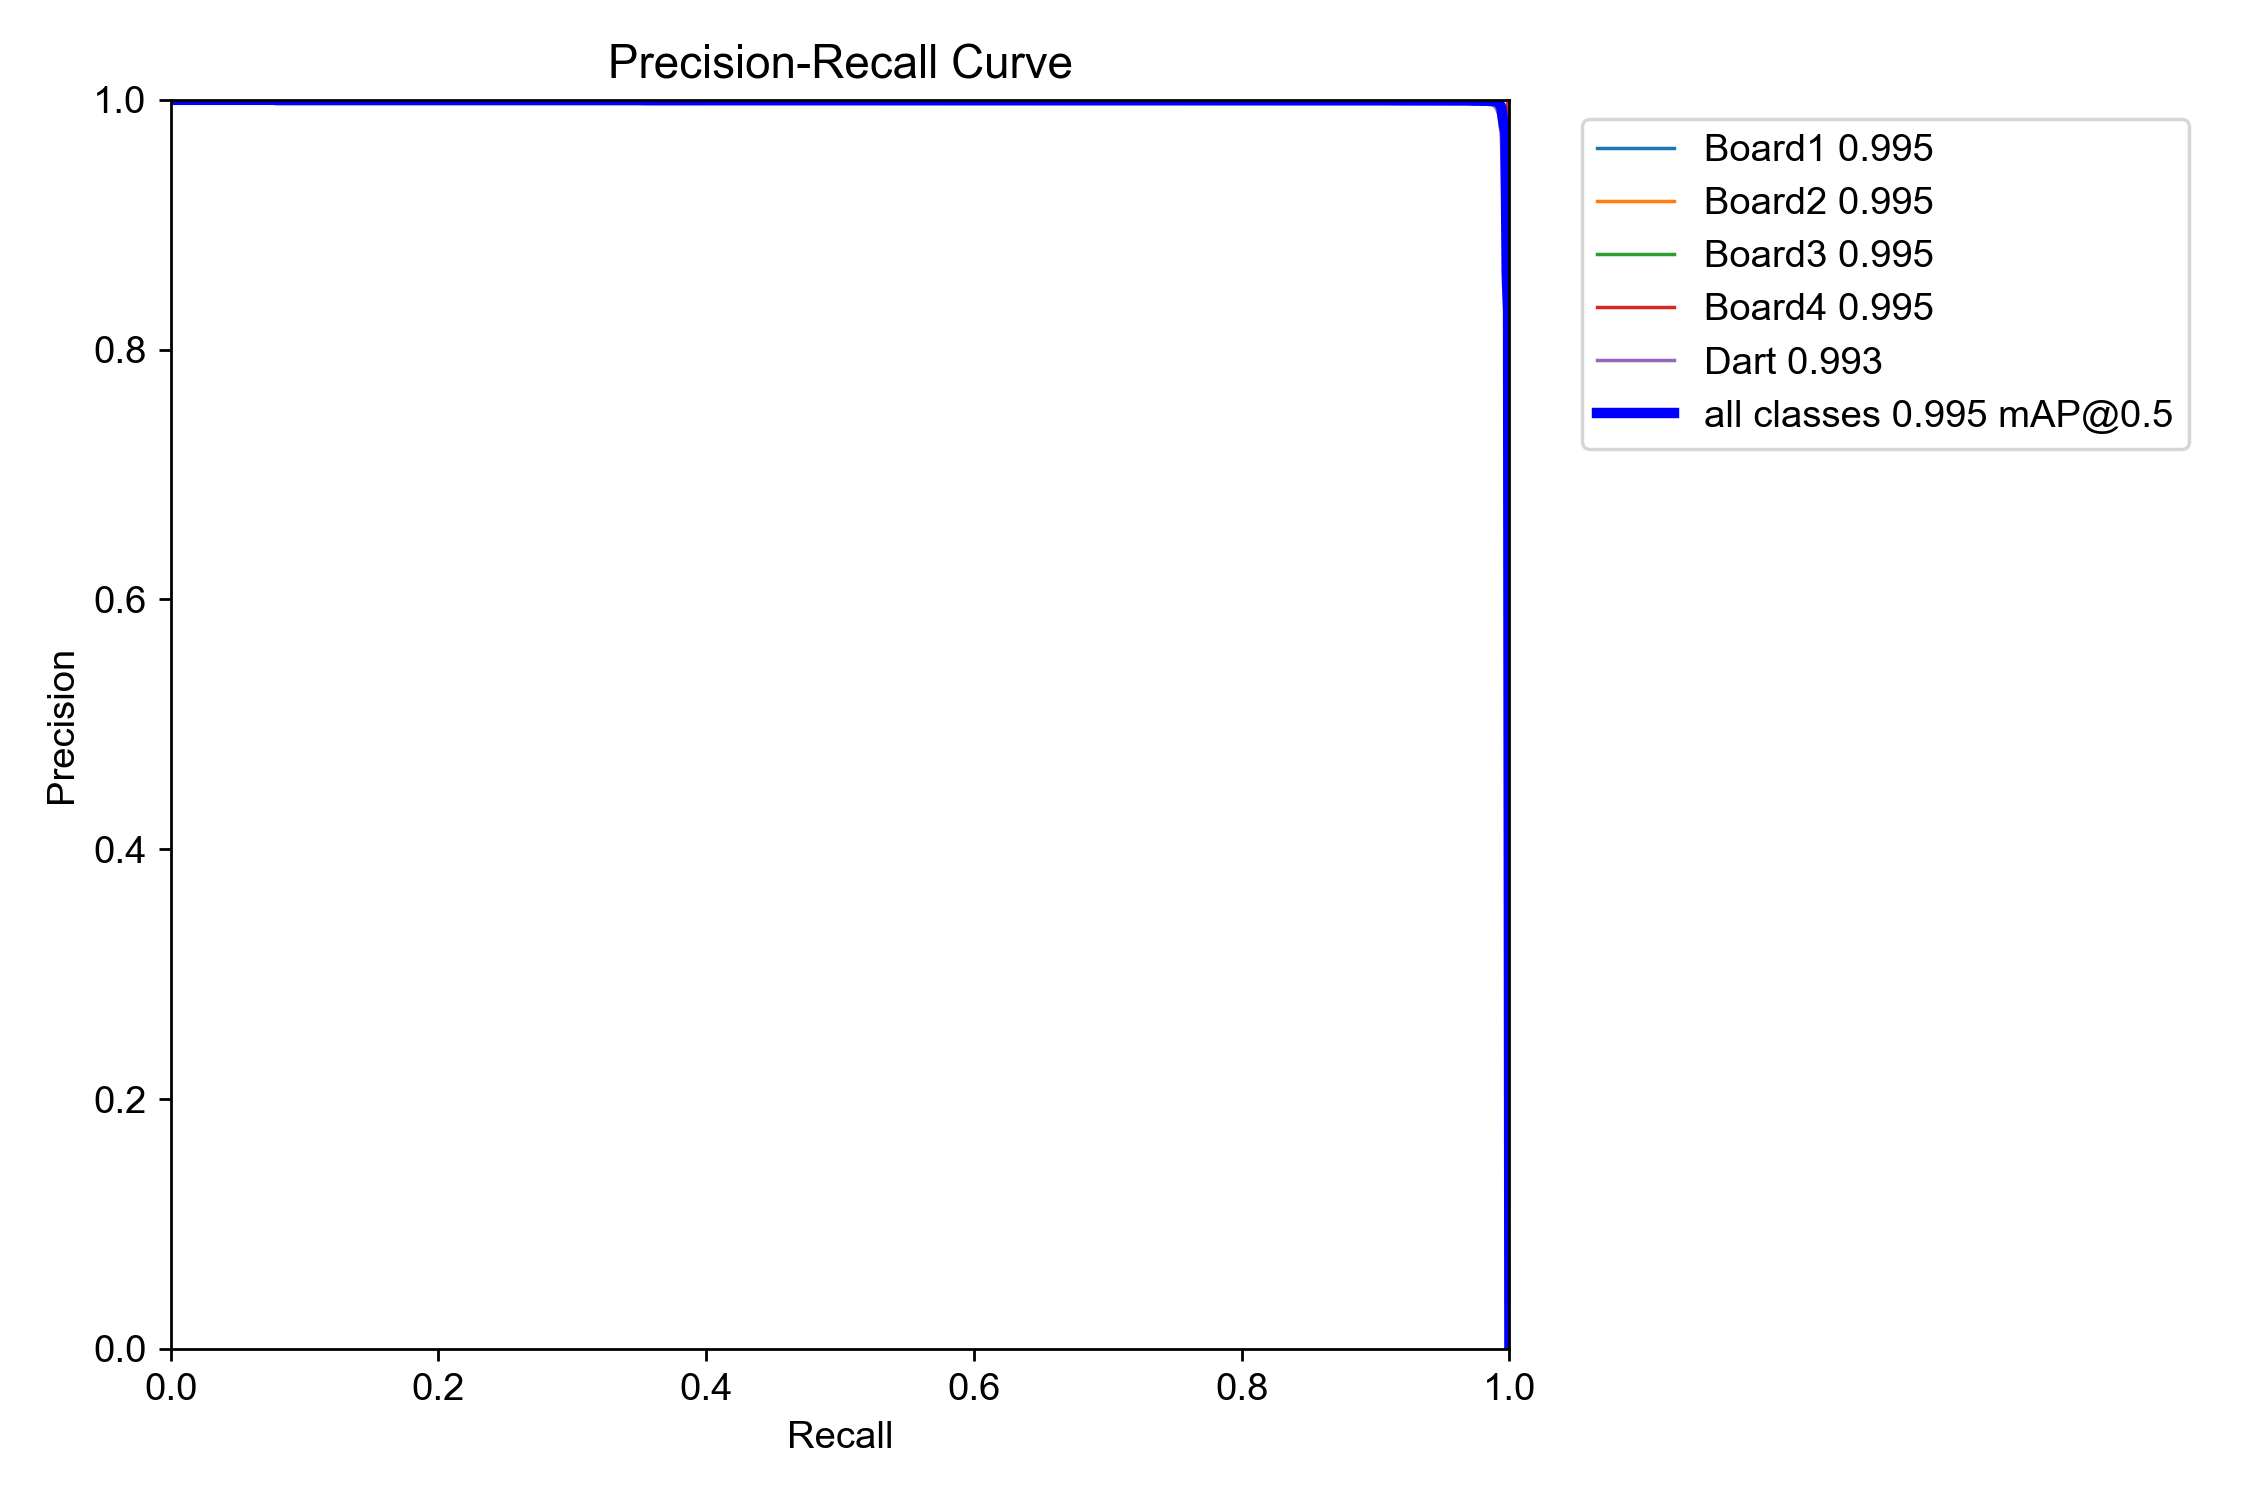 Precision-Recall Curve
1.0
0.8
0.6
0.4
0.2
0.0
Precision
0.0 0.2 0.4 0.6 0.8 1.0
Recall
Board1 0.995
Board2 0.995
Board3 0.995
Board4 0.995
Dart 0.993
all classes 0.995 mAP@0.5